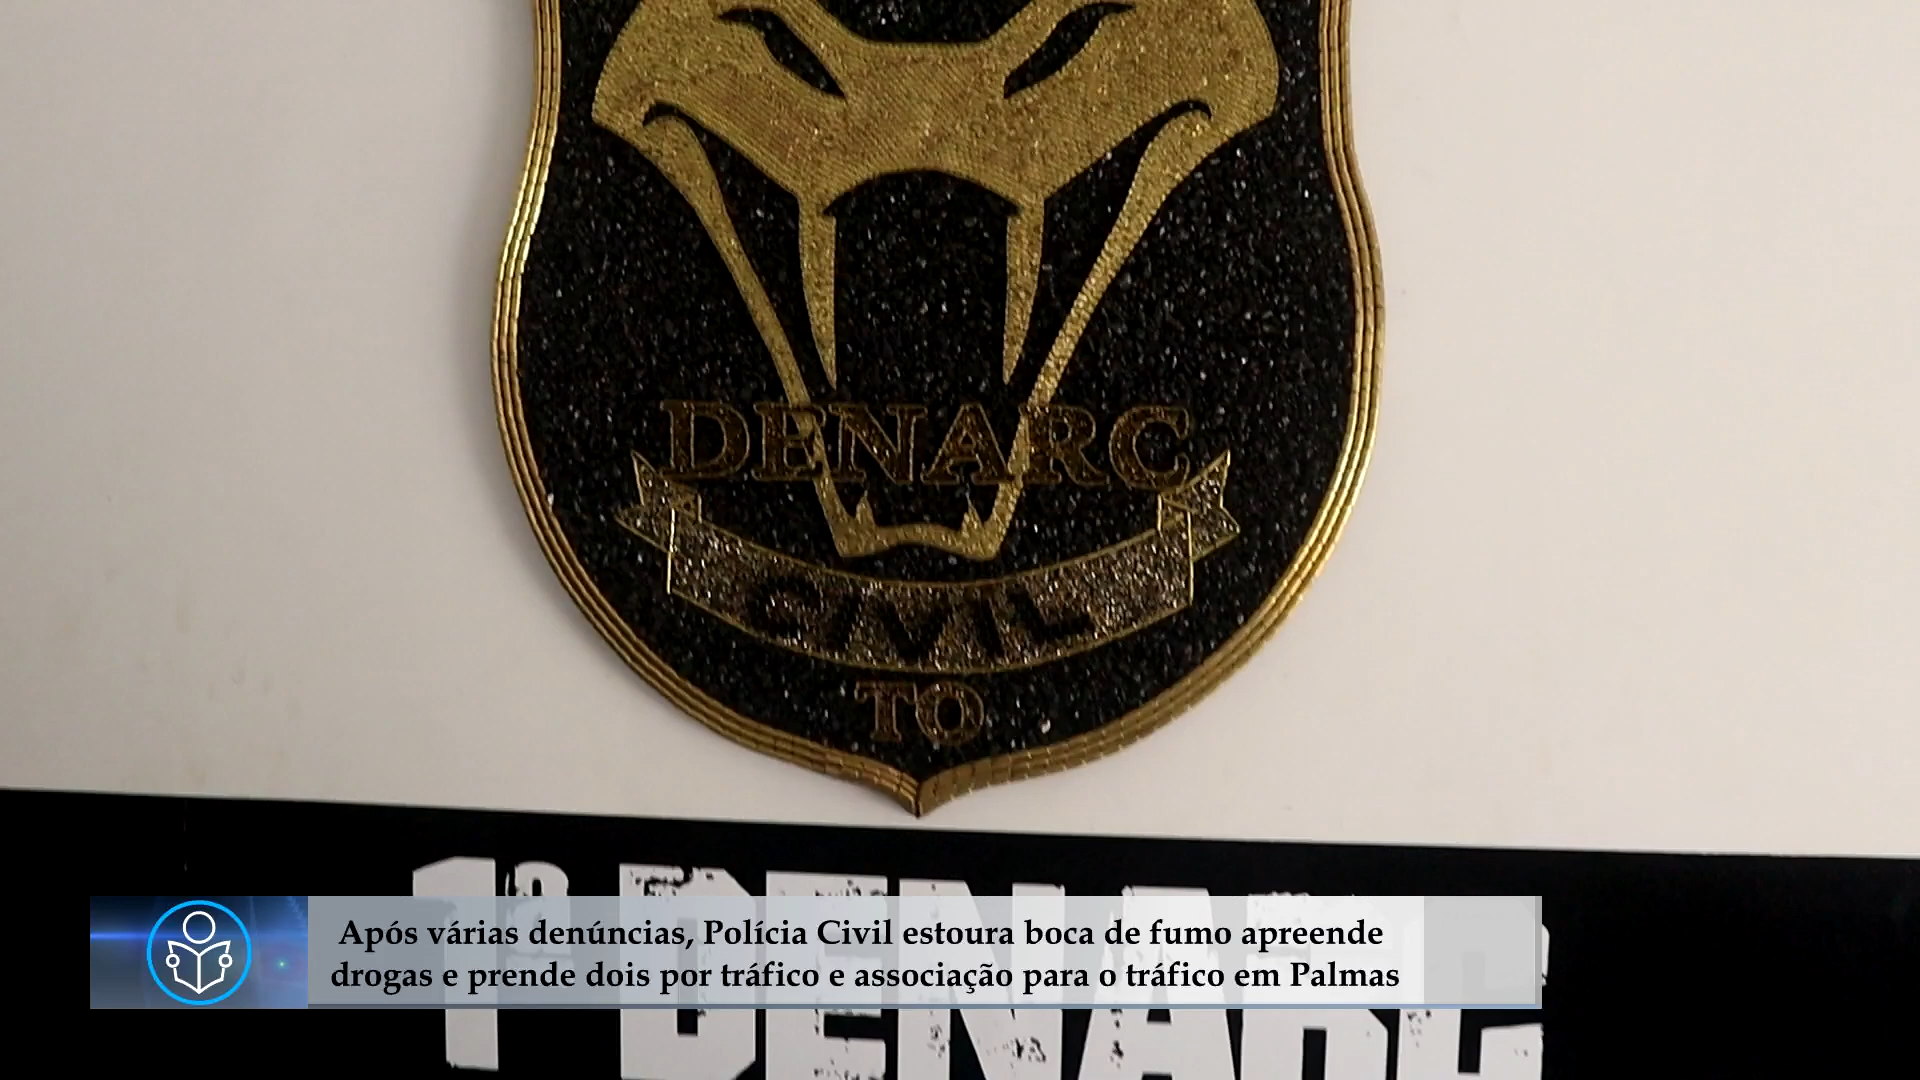 DENARC
CIVIL
TO
1ª DENARC
Após várias denúncias, Polícia Civil estoura boca de fumo apreende
drogas e prende dois por tráfico e associação para o tráfico em Palmas